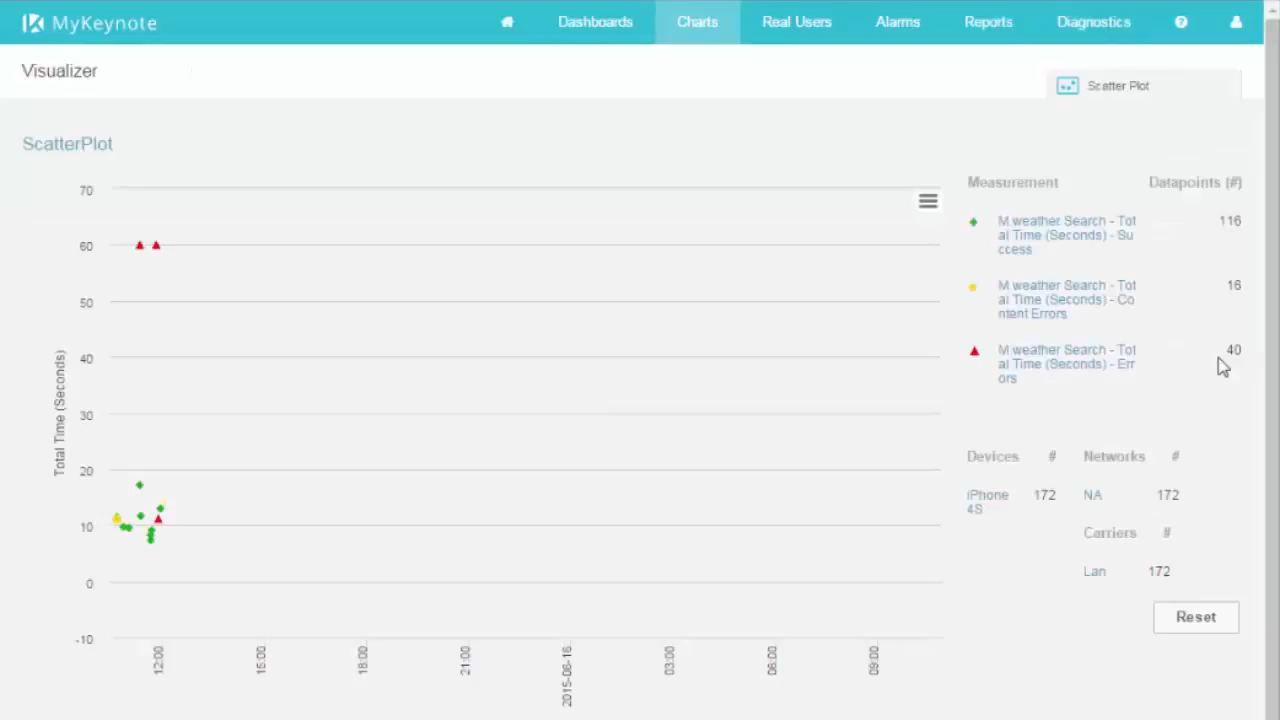 MyKeynote
Dashboards
Charts
Real Users
Alarms
Reports
Diagnostics
?
Visualizer
Scatter Plot
ScatterPlot
Measurement Datapoints (#)
M.weather Search - Tot 116
al Time (Seconds) - Su
ccess
M.weather Search - Tot 16
al Time (Seconds) - Co
ntent Errors
M.weather Search - Tot 40
al Time (Seconds) - Err
ors
Devices # Networks #
iPhone 172 NA 172
4S
Carriers #
Lan 172
Reset
Total Time (Seconds)
70
60
50
40
30
20
10
0
-10
12:00
15:00
18:00
21:00
2015-06-16
03:00
06:00
09:00